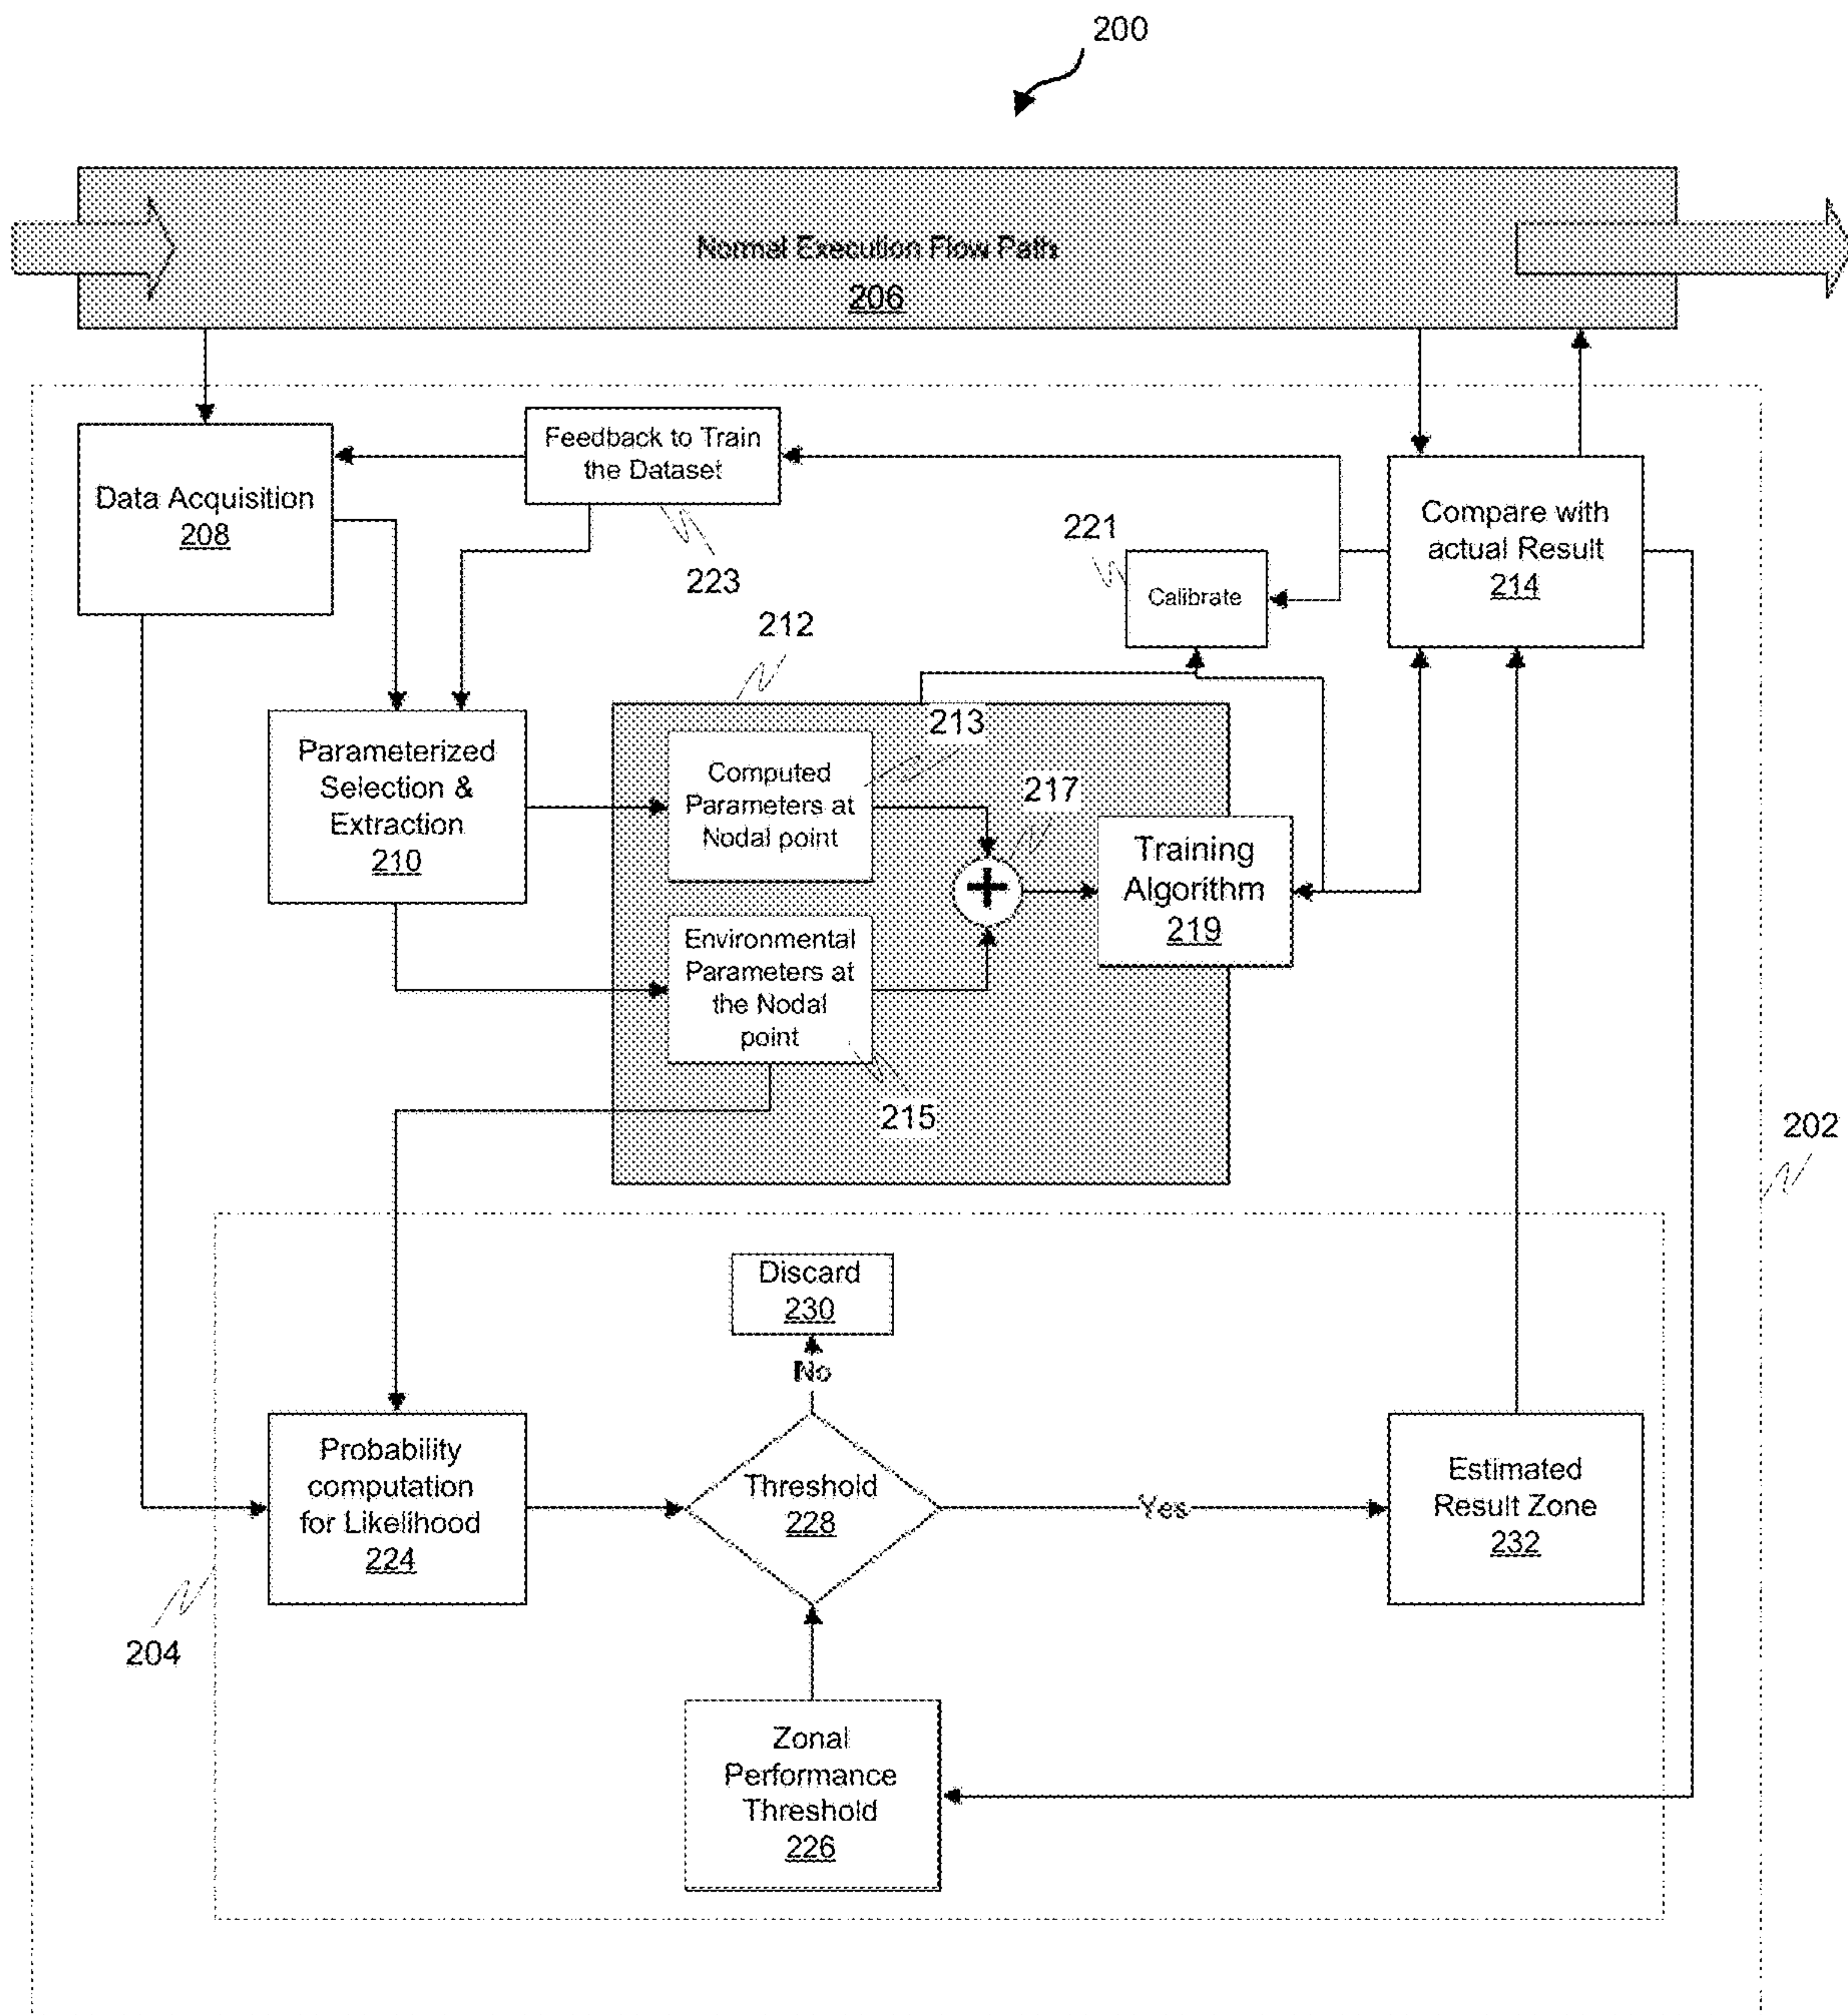 200
Normal Execution Flow Path
206
Data Acquisition
208
Feedback to Train
the Dataset
223
221
Calibrate
Compare with
actual Result
214
212
Parameterized
Selection &
Extraction
210
213
Computed
Parameters at
Nodal point
217
+
Training
Algorithm
219
Environmental
Parameters at
the Nodal
point
215
202
Discard
230
No
Probability
computation
for Likelihood
224
Threshold
228
Yes
Estimated
Result Zone
232
204
Zonal
Performance
Threshold
226